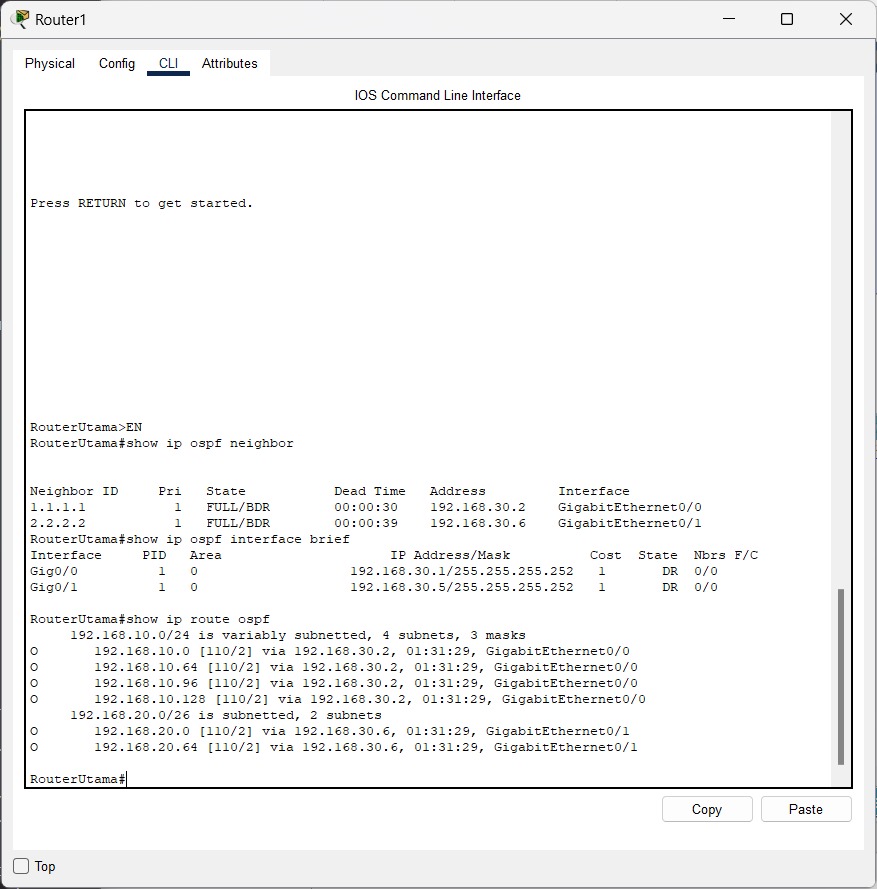 Router1
Physical Config CLI Attributes
IOS Command Line Interface
Press RETURN to get started.
RouterUtama>EN
RouterUtama#show ip ospf neighbor
Neighbor ID     Pri   State           Dead Time   Address         Interface
1.1.1.1           1   FULL/BDR        00:00:30    192.168.30.2    GigabitEthernet0/0
2.2.2.2           1   FULL/BDR        00:00:39    192.168.30.6    GigabitEthernet0/1
RouterUtama#show ip ospf interface brief
Interface     PID   Area                     IP Address/Mask          Cost  State  Nbrs F/C
Gig0/0          1   0                   192.168.30.1/255.255.255.252   1       DR  0/0
Gig0/1          1   0                   192.168.30.5/255.255.255.252   1       DR  0/0
RouterUtama#show ip route ospf
     192.168.10.0/24 is variably subnetted, 4 subnets, 3 masks
O       192.168.10.0 [110/2] via 192.168.30.2, 01:31:29, GigabitEthernet0/0
O       192.168.10.64 [110/2] via 192.168.30.2, 01:31:29, GigabitEthernet0/0
O       192.168.10.96 [110/2] via 192.168.30.2, 01:31:29, GigabitEthernet0/0
O       192.168.10.128 [110/2] via 192.168.30.2, 01:31:29, GigabitEthernet0/0
     192.168.20.0/26 is subnetted, 2 subnets
O       192.168.20.0 [110/2] via 192.168.30.6, 01:31:29, GigabitEthernet0/1
O       192.168.20.64 [110/2] via 192.168.30.6, 01:31:29, GigabitEthernet0/1
RouterUtama#
Copy Paste
Top